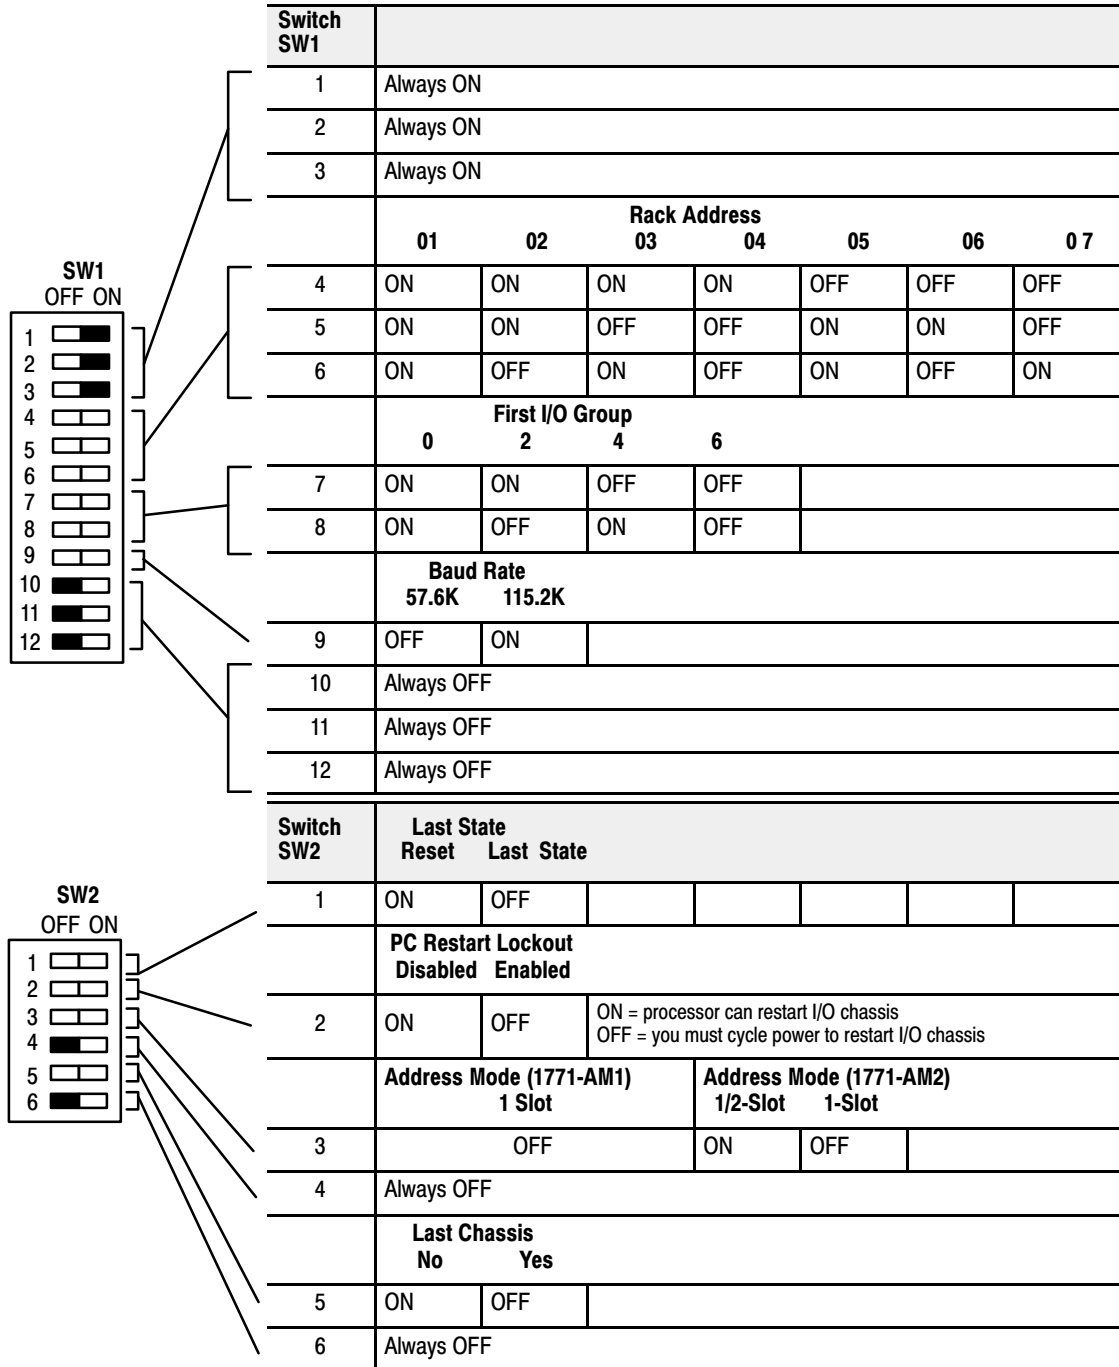 Switch
SW1
1 Always ON
2 Always ON
3 Always ON
Rack Address
01 02 03 04 05 06 0 7
4 ON ON ON ON OFF OFF OFF
5 ON ON OFF OFF ON ON OFF
6 ON OFF ON OFF ON OFF ON
First I/O Group
0 2 4 6
7 ON ON OFF OFF
8 ON OFF ON OFF
Baud Rate
57.6K 115.2K
9 OFF ON
10 Always OFF
11 Always OFF
12 Always OFF
SW1
OFF ON
1
2
3
4
5
6
7
8
9
10
11
12
Switch
SW2
Last State
Reset Last State
1 ON OFF
PC Restart Lockout
Disabled Enabled
2 ON OFF
ON = processor can restart I/O chassis
OFF = you must cycle power to restart I/O chassis
Address Mode (1771-AM1)
1 Slot
Address Mode (1771-AM2)
1/2-Slot 1-Slot
3 OFF ON OFF
4 Always OFF
Last Chassis
No Yes
5 ON OFF
6 Always OFF
SW2
OFF ON
1
2
3
4
5
6